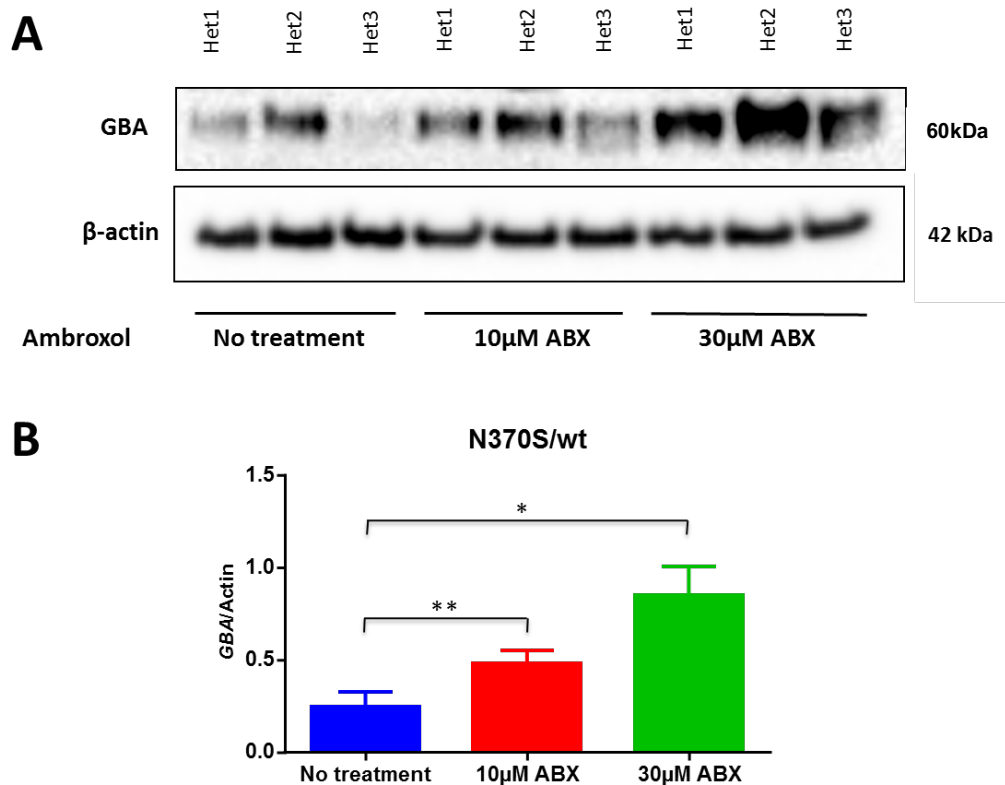 A
Het1 Het2 Het3 Het1 Het2 Het3 Het1 Het2 Het3
GBA 60kDa
β-actin 42 kDa
Ambroxol No treatment 10μM ABX 30μM ABX
B
N370S/wt
1.5
*
1.0
**
0.5
0.0
GBA/Actin
No treatment 10μM ABX 30μM ABX